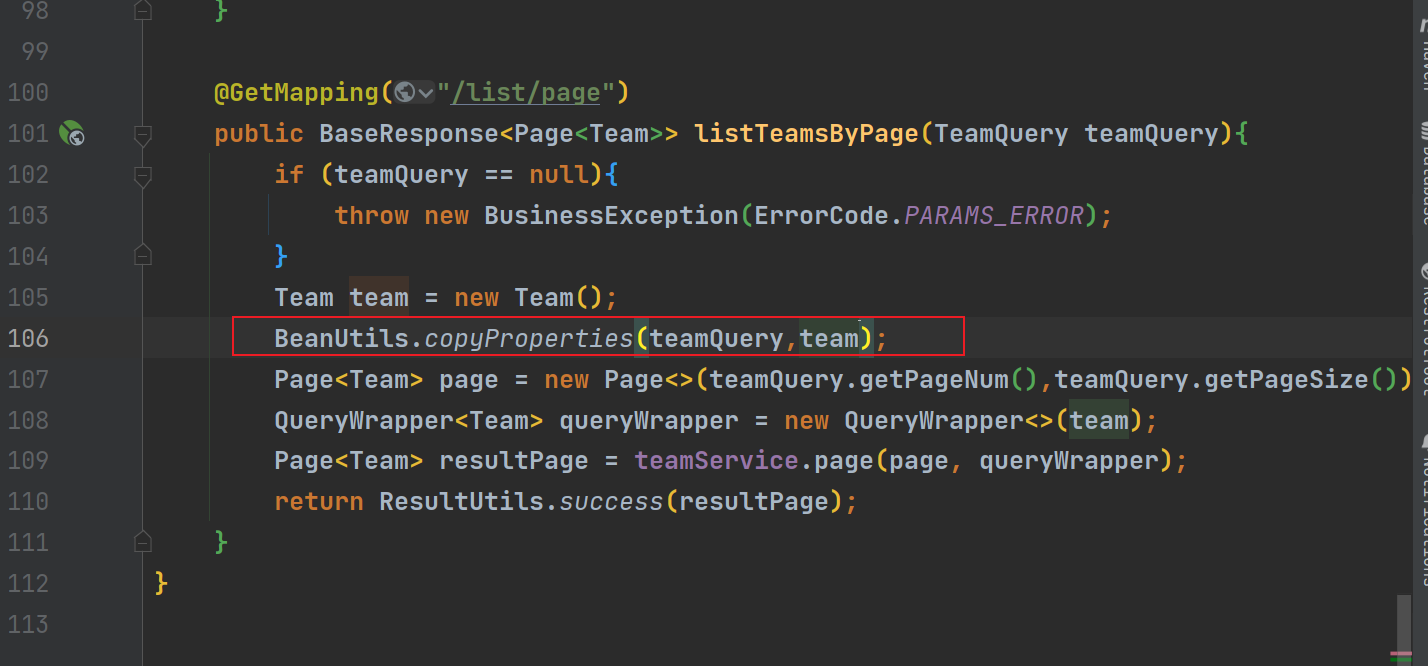 98 }
99
100 @GetMapping("/list/page")
101 public BaseResponse<Page<Team>> listTeamsByPage(TeamQuery teamQuery){
102 if (teamQuery == null){
103 throw new BusinessException(ErrorCode.PARAMS_ERROR);
104 }
105 Team team = new Team();
106 BeanUtils.copyProperties(teamQuery,team);
107 Page<Team> page = new Page<>(teamQuery.getPageNum(),teamQuery.getPageSize())
108 QueryWrapper<Team> queryWrapper = new QueryWrapper<>(team);
109 Page<Team> resultPage = teamService.page(page, queryWrapper);
110 return ResultUtils.success(resultPage);
111 }
112 }
113